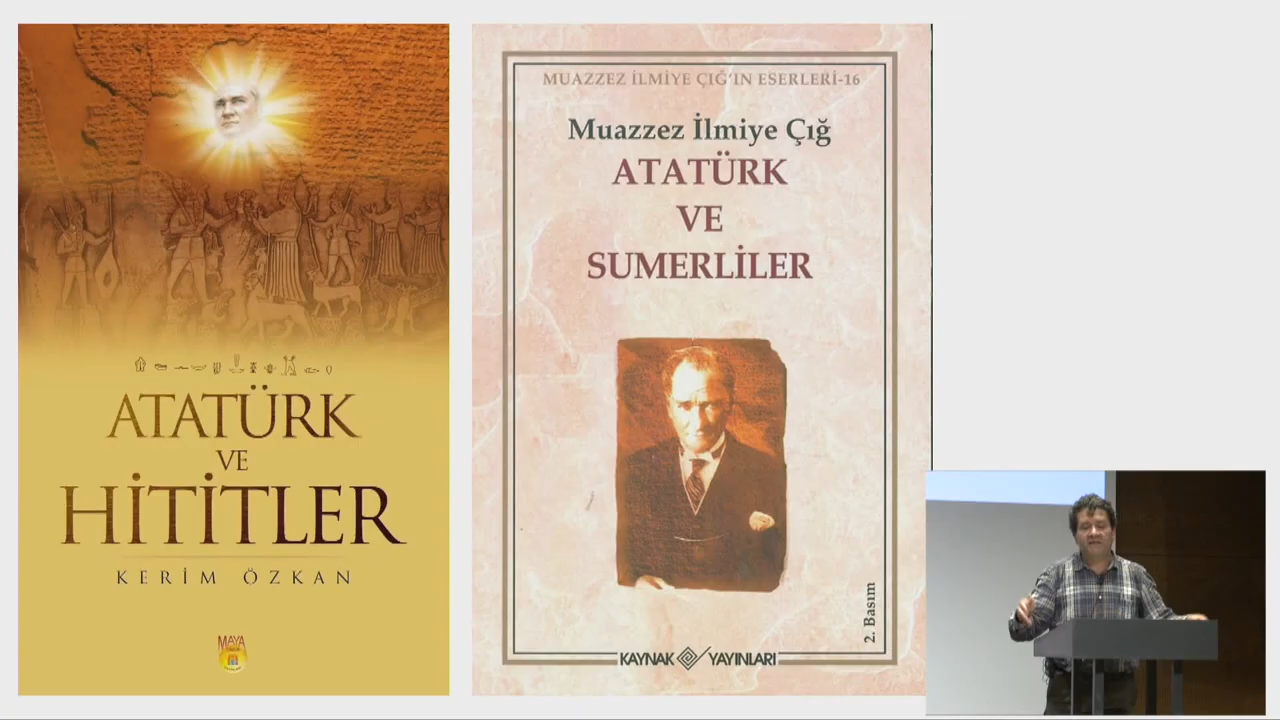 ATATÜRK
VE
HİTİTLER
KERİM ÖZKAN
MAYA
MUAZZEZ İLMİYE ÇIĞ'IN ESERLERİ-16
Muazzez İlmiye Çığ
ATATÜRK
VE
SUMERLİLER
2. Basım
KAYNAK YAYINLARI